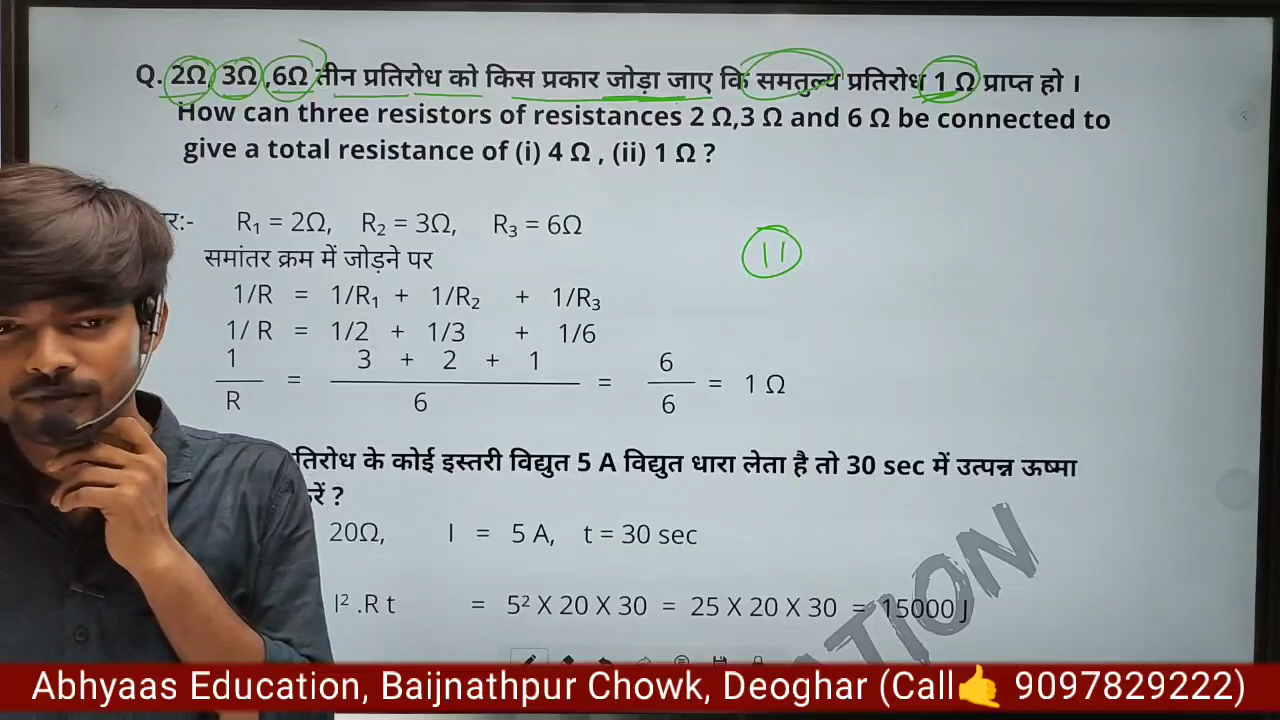 Q. 2Ω, 3Ω ,6Ω तीन प्रतिरोध को किस प्रकार जोड़ा जाए कि समतुल्य प्रतिरोध 1 Ω प्राप्त हो ।
How can three resistors of resistances 2 Ω,3 Ω and 6 Ω be connected to
give a total resistance of (i) 4 Ω , (ii) 1 Ω ?
R₁ = 2Ω, R₂ = 3Ω, R₃ = 6Ω
समांतर क्रम में जोड़ने पर
11
1/R = 1/R₁ + 1/R₂ + 1/R₃
1/ R = 1/2 + 1/3 + 1/6
1 3 + 2 + 1 6
= = = 1 Ω
R 6 6
के कोई इस्तरी विद्युत 5 A विद्युत धारा लेता है तो 30 sec में उत्पन्न ऊष्मा
?
20Ω, I = 5 A, t = 30 sec
I² .R t = 5² X 20 X 30 = 25 X 20 X 30 = 15000 J
Abhyaas Education, Baijnathpur Chowk, Deoghar (Call🤙 9097829222)